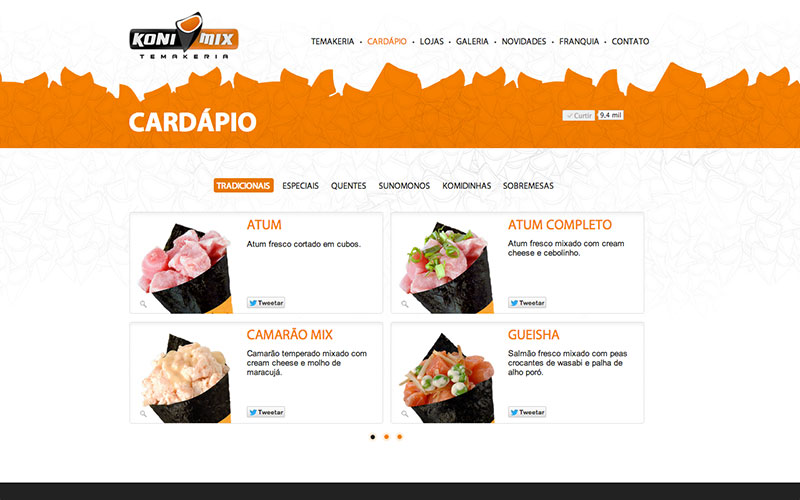 KONI MIX
TEMAKERIA
TEMAKERIA • CARDÁPIO • LOJAS • GALERIA • NOVIDADES • FRANQUIA • CONTATO
CARDÁPIO
Curtir 9,4 mil
TRADICIONAIS ESPECIAIS QUENTES SUNOMONOS KOMIDINHAS SOBREMESAS
ATUM
Atum fresco cortado em cubos.
Tweetar
ATUM COMPLETO
Atum fresco mixado com cream
cheese e cebolinho.
Tweetar
CAMARÃO MIX
Camarão temperado mixado com
cream cheese e molho de
maracujá.
Tweetar
GUEISHA
Salmão fresco mixado com peas
crocantes de wasabi e palha de
alho poró.
Tweetar